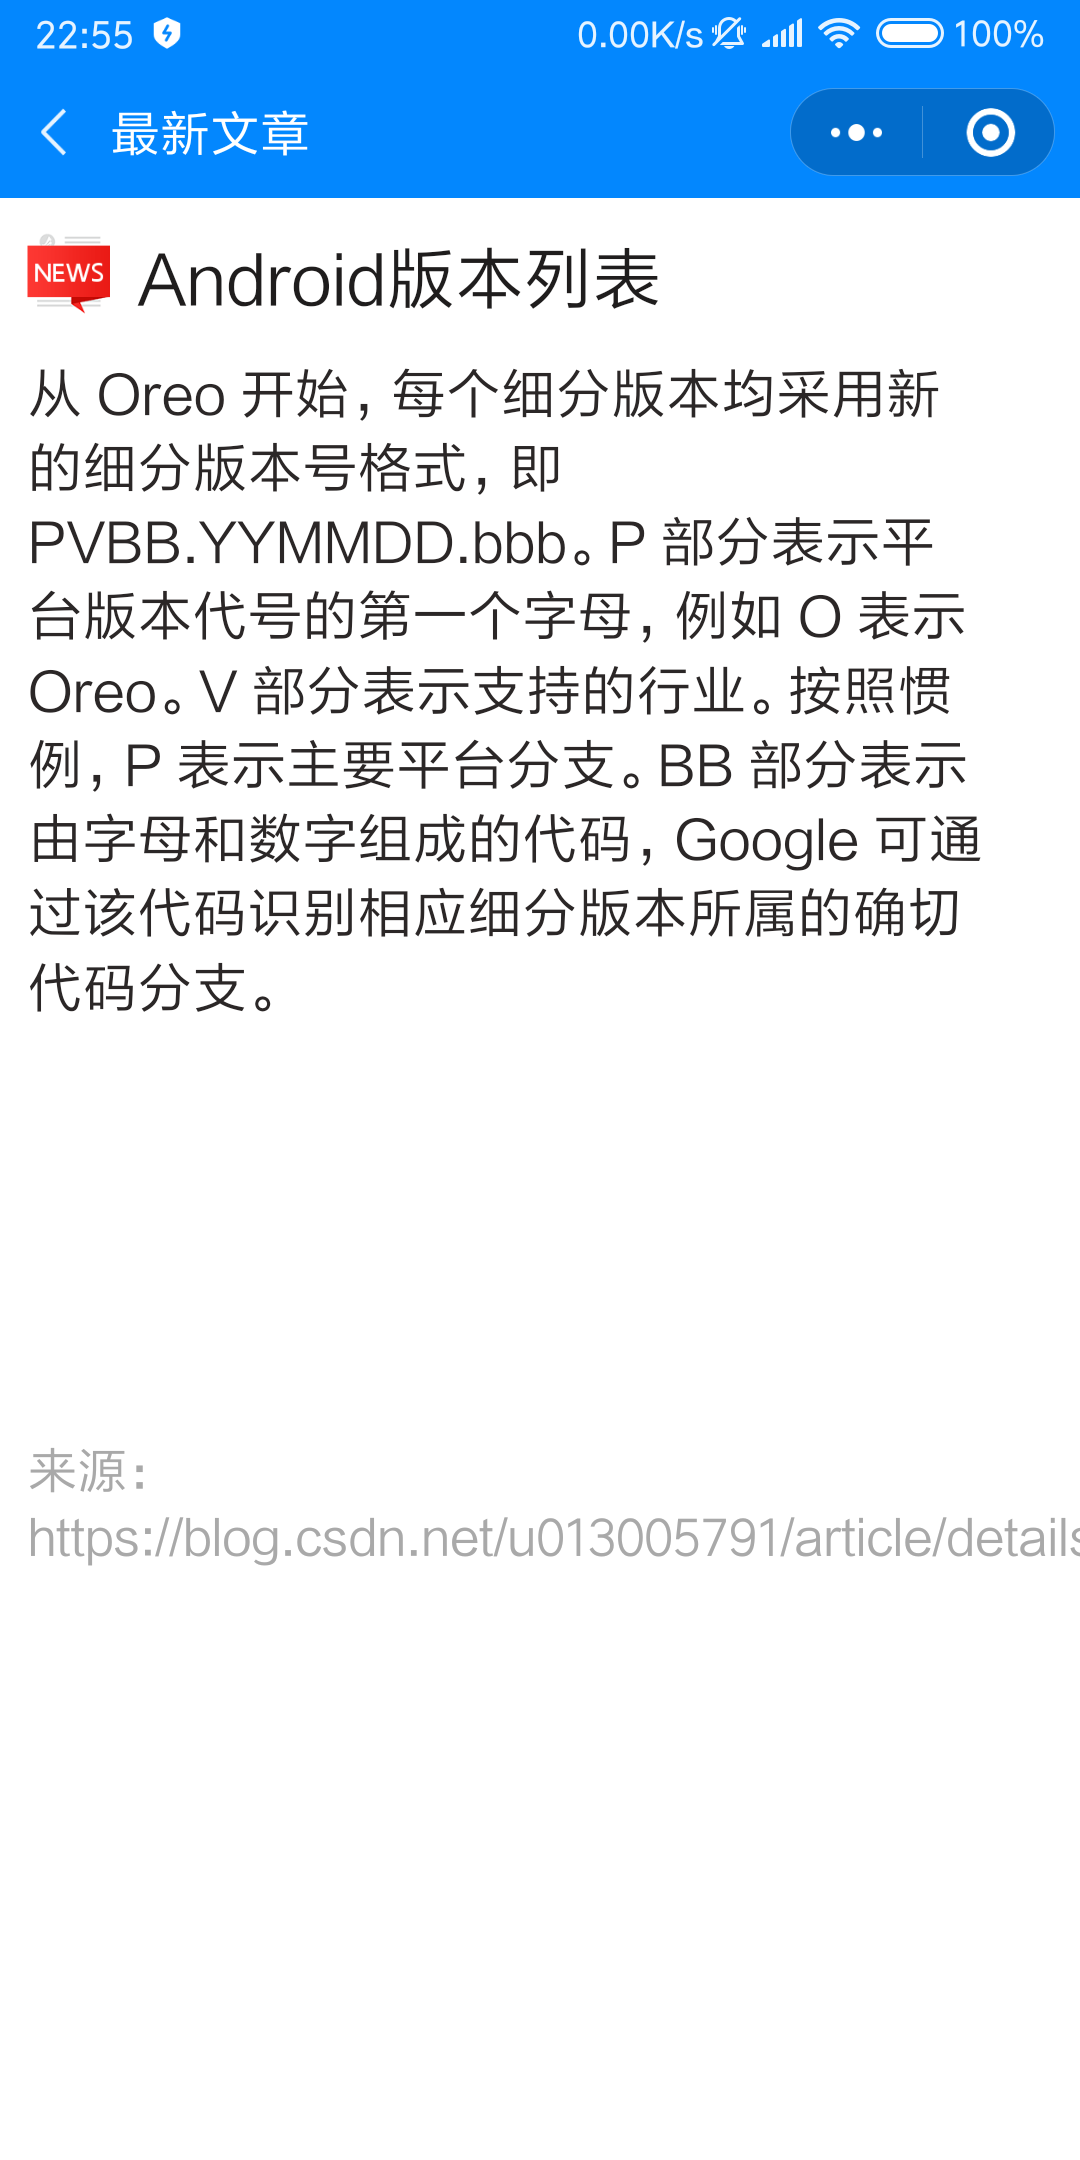 22:55
0.00K/s
100%
最新文章
NEWS
Android版本列表
从 Oreo 开始，每个细分版本均采用新
的细分版本号格式，即
PVBB.YYMMDD.bbb。P 部分表示平
台版本代号的第一个字母，例如 O 表示
Oreo。V 部分表示支持的行业。按照惯
例，P 表示主要平台分支。BB 部分表示
由字母和数字组成的代码，Google 可通
过该代码识别相应细分版本所属的确切
代码分支。
来源：
https://blog.csdn.net/u013005791/article/details